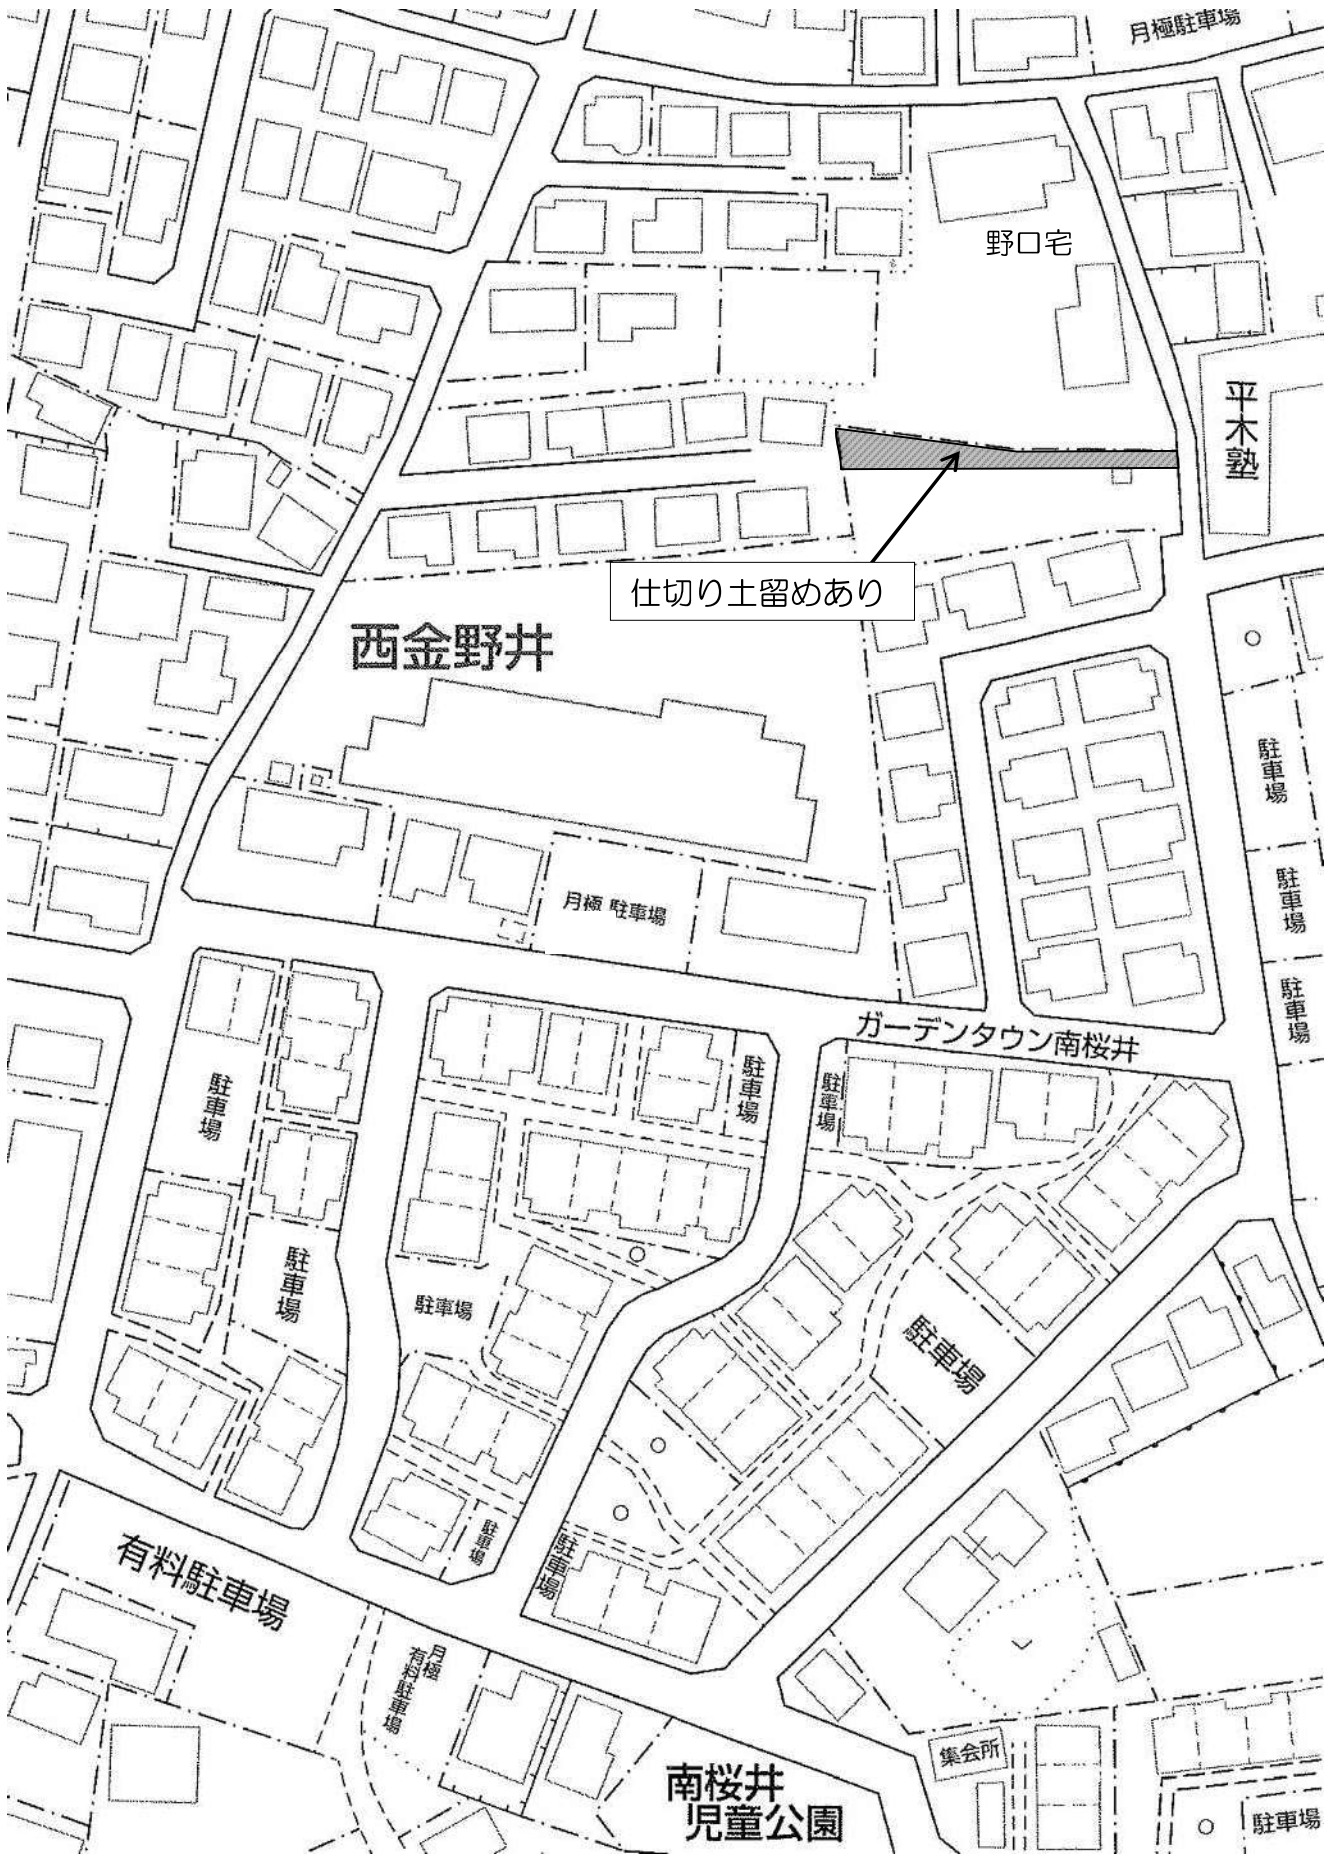 月極駐車場
野口宅
平木塾
仕切り土留めあり
西金野井
駐車場
駐車場
月極 駐車場
駐車場
ガーデンタウン南桜井
駐車場
駐車場
駐車場
駐車場
駐車場
駐車場
駐車場
駐車場
有料駐車場
月極
有料駐車場
集会所
南桜井
児童公園
駐車場